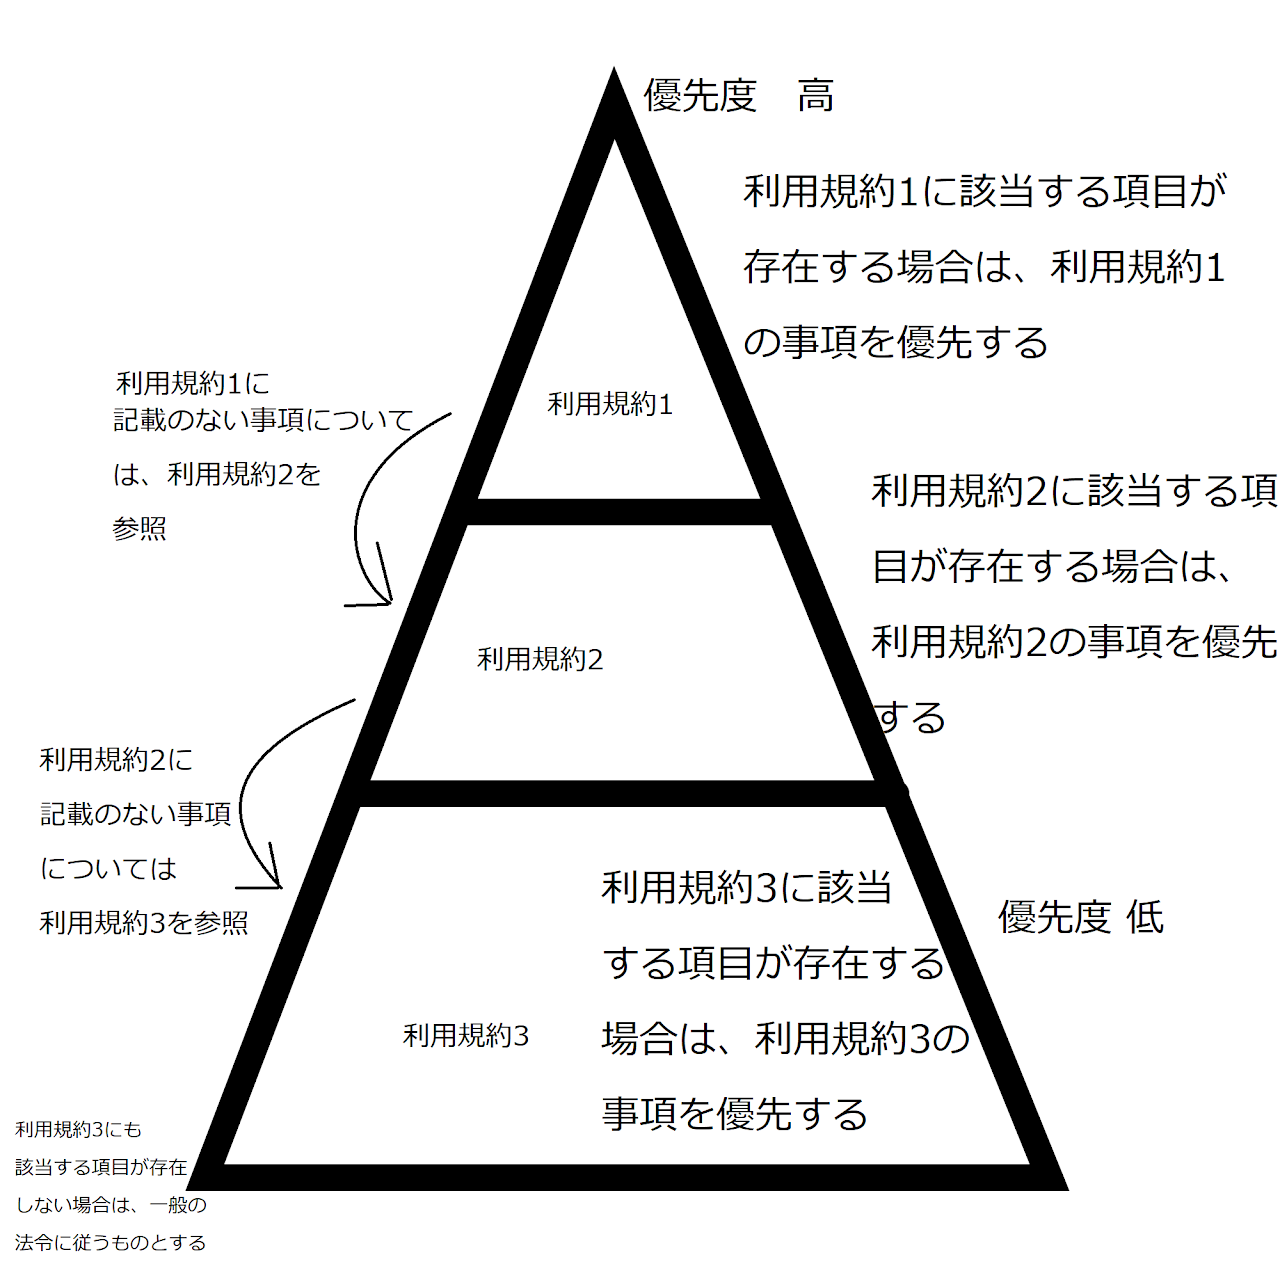 優先度　高
利用規約1に該当する項目が
存在する場合は、利用規約1
の事項を優先する
利用規約1に
記載のない事項について
は、利用規約2を
参照
利用規約1
利用規約2に該当する項
目が存在する場合は、
利用規約2の事項を優先
する
利用規約2
利用規約2に
記載のない事項
については
利用規約3を参照
利用規約3に該当
する項目が存在する
場合は、利用規約3の
事項を優先する
優先度 低
利用規約3
利用規約3にも
該当する項目が存在
しない場合は、一般の
法令に従うものとする